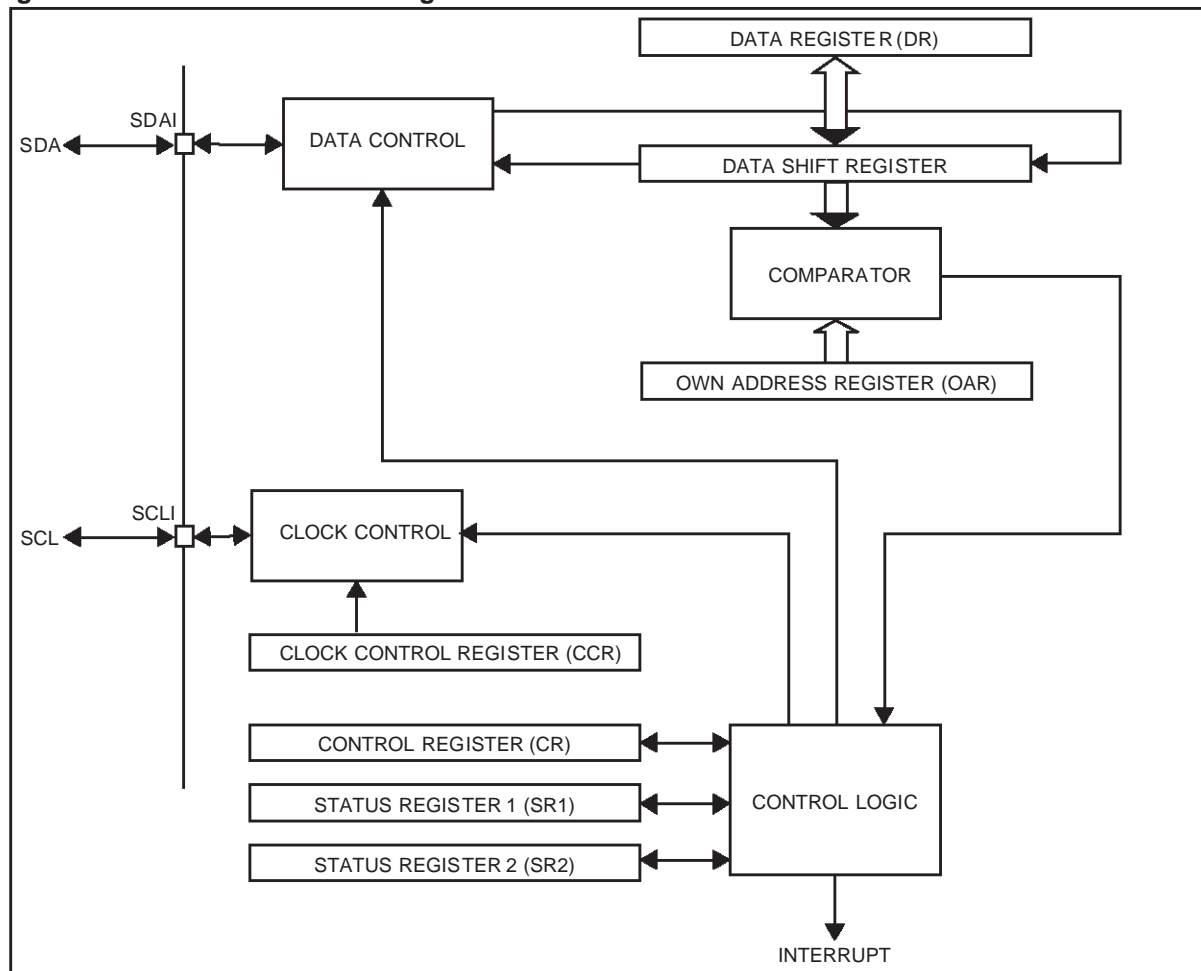 DATA REGISTER (DR)
SDAI
SDA
DATA CONTROL
DATA SHIFT REGISTER
COMPARATOR
OWN ADDRESS REGISTER (OAR)
SCLI
SCL
CLOCK CONTROL
CLOCK CONTROL REGISTER (CCR)
CONTROL REGISTER (CR)
STATUS REGISTER 1 (SR1)
CONTROL LOGIC
STATUS REGISTER 2 (SR2)
INTERRUPT